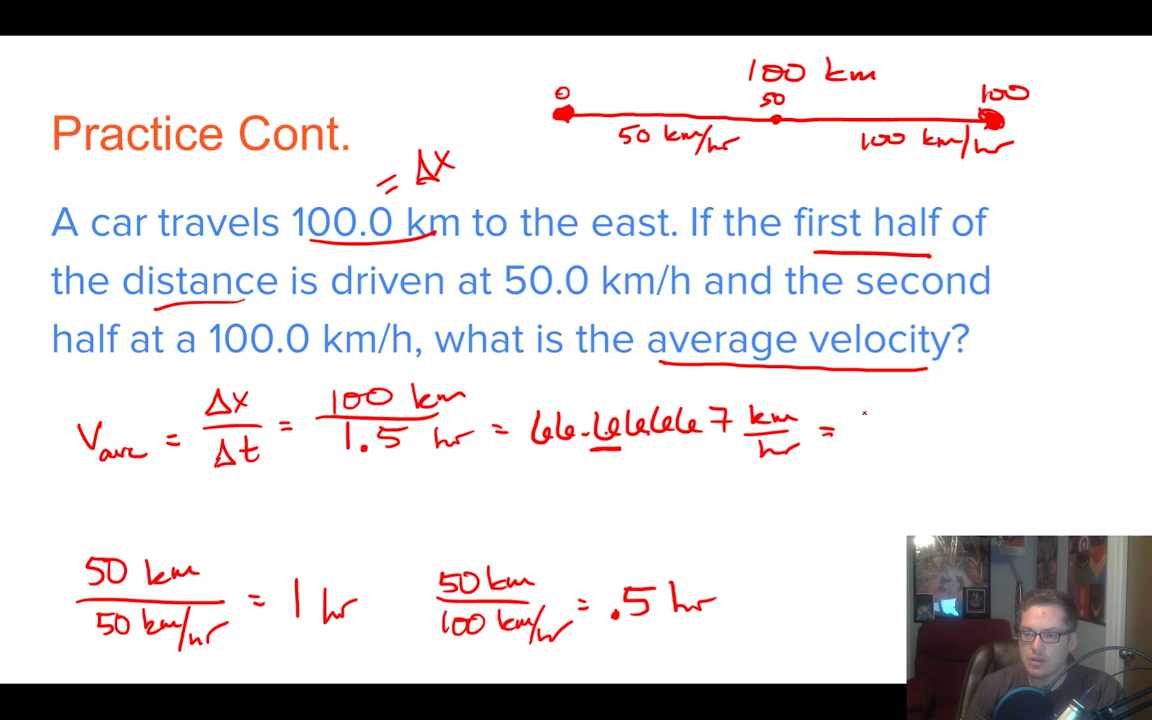 100 km
0 50 100
50 km/hr 100 km/hr
Practice Cont.
= Δx
A car travels 100.0 km to the east. If the first half of
the distance is driven at 50.0 km/h and the second
half at a 100.0 km/h, what is the average velocity?
Vave = Δx/Δt = 100 km/1.5 hr = 66.666667 km/hr =
50 km/50 km/hr = 1 hr 50 km/100 km/hr = .5 hr